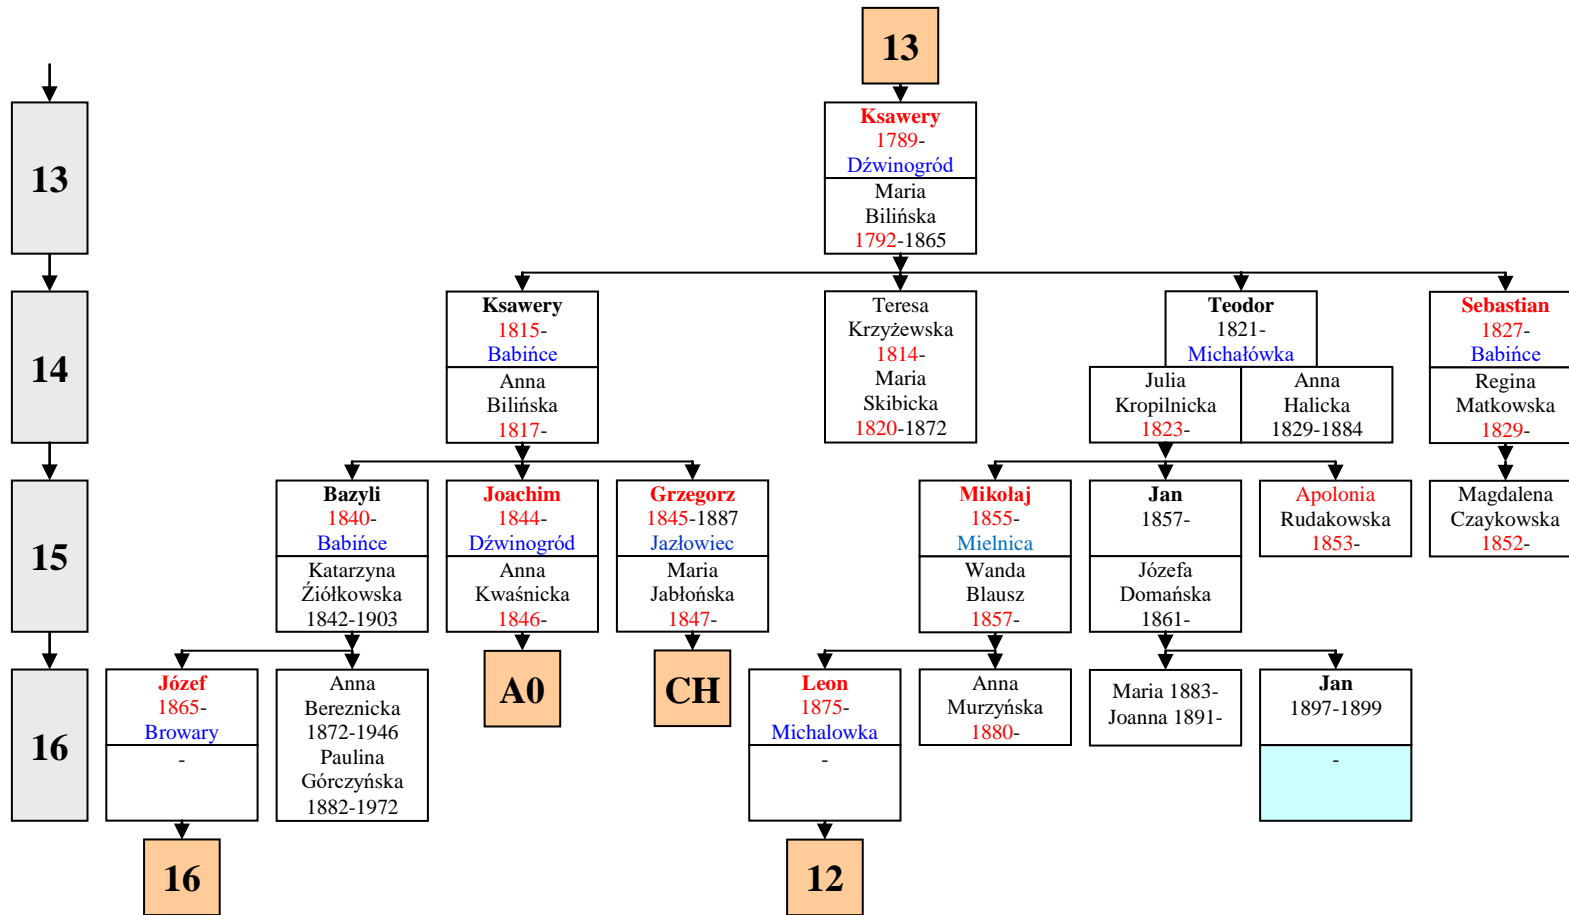 13
13
Ksawery
1789-
Dźwinogród
Maria
Bilińska
1792-1865
14
Ksawery
1815-
Babińce
Anna
Bilińska
1817-
Teresa
Krzyżewska
1814-
Maria
Skibicka
1820-1872
Teodor
1821-
Michałówka
Julia
Kropilnicka
1823-
Anna
Halicka
1829-1884
Sebastian
1827-
Babińce
Regina
Matkowska
1829-
15
Bazyli
1840-
Babińce
Katarzyna
Źiółkowska
1842-1903
Joachim
1844-
Dźwinogród
Anna
Kwaśnicka
1846-
Grzegorz
1845-1887
Jazłowiec
Maria
Jabłońska
1847-
Mikołaj
1855-
Mielnica
Wanda
Blausz
1857-
Jan
1857-
Józefa
Domańska
1861-
Apolonia
Rudakowska
1853-
Magdalena
Czaykowska
1852-
16
Józef
1865-
Browary
-
Anna
Bereznicka
1872-1946
Paulina
Górczyńska
1882-1972
A0
CH
Leon
1875-
Michalowka
-
Anna
Murzyńska
1880-
Maria 1883-
Joanna 1891-
Jan
1897-1899
-
16
12